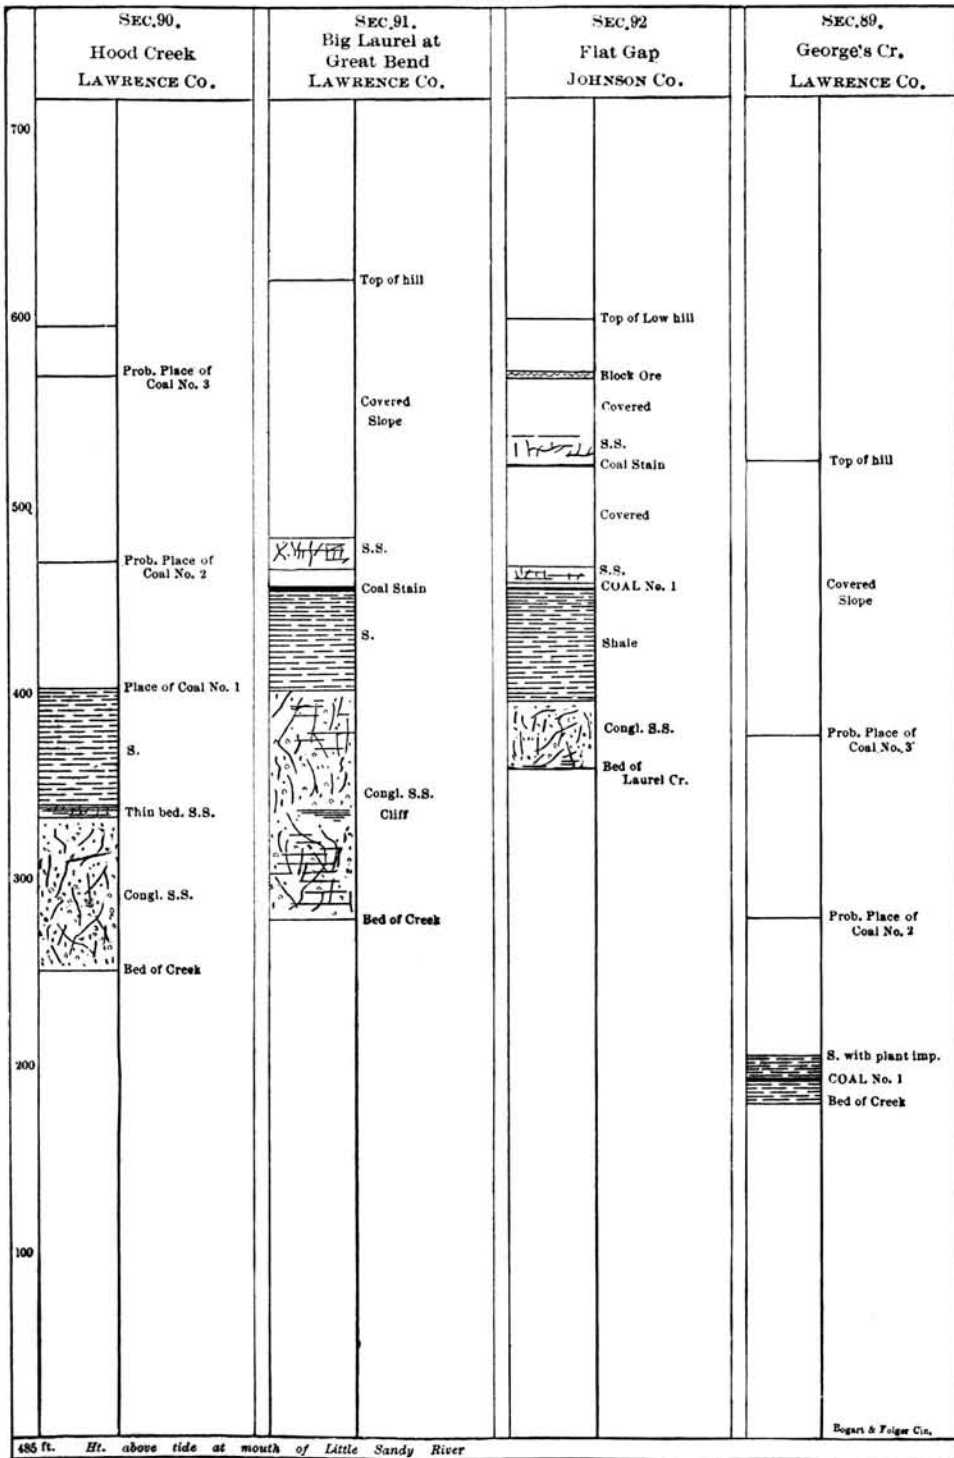 SEC.90.
Hood Creek
LAWRENCE CO.
SEC.91.
Big Laurel at
Great Bend
LAWRENCE CO.
SEC.92
Flat Gap
JOHNSON CO.
SEC.89.
George's Cr.
LAWRENCE CO.
700
600
500
400
300
200
100
Prob. Place of
Coal No. 3
Prob. Place of
Coal No. 2
Place of Coal No. 1
S.
Thin bed. S.S.
Congl. S.S.
Bed of Creek
Top of hill
Covered
Slope
S.S.
Coal Stain
S.
Congl. S.S.
Cliff
Bed of Creek
Top of Low hill
Block Ore
Covered
S.S.
Coal Stain
Covered
S.S.
COAL No. 1
Shale
Congl. S.S.
Bed of
Laurel Cr.
Top of hill
Covered
Slope
Prob. Place of
Coal No. 3
Prob. Place of
Coal No. 2
S. with plant imp.
COAL No. 1
Bed of Creek
Bogart & Folger Cin.
485 ft. Ht. above tide at mouth of Little Sandy River